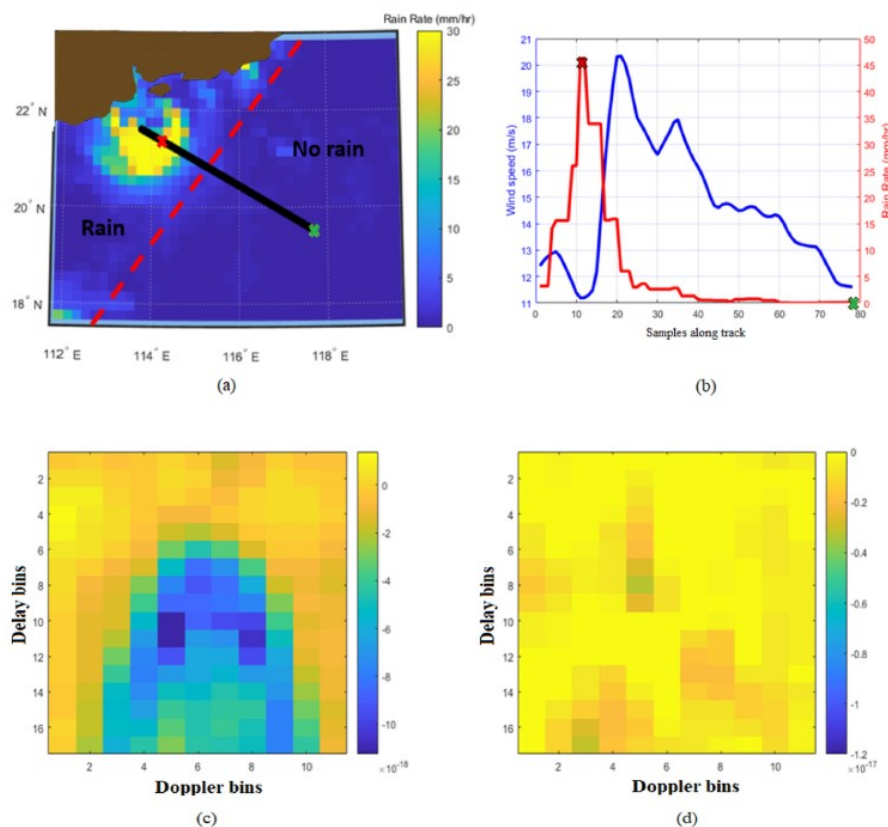 Rain Rate (mm/hr)
30
25
20
15
10
5
0
22° N
20° N
18° N
112° E
114° E
116° E
118° E
No rain
Rain
(a)
21
20
19
18
17
16
15
14
13
12
11
Wind speed (m/s)
50
45
40
35
30
25
20
15
10
5
0
Rain Rate (mm/hr)
0 10 20 30 40 50 60 70 80
Samples along track
(b)
2
4
6
8
10
12
14
16
Delay bins
2 4 6 8 10
Doppler bins
0
-2
-4
-6
-8
-10
×10⁻¹⁸
(c)
2
4
6
8
10
12
14
16
Delay bins
2 4 6 8 10
Doppler bins
0
-0.2
-0.4
-0.6
-0.8
-1
-1.2
×10⁻¹⁷
(d)